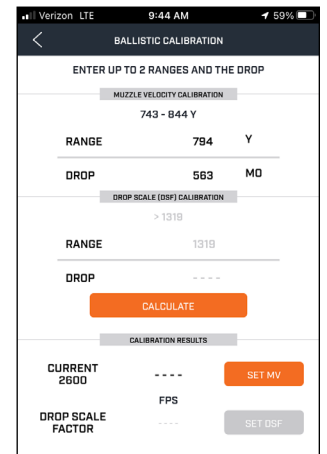 Verizon LTE 9:44 AM 59%
BALLISTIC CALIBRATION
ENTER UP TO 2 RANGES AND THE DROP
MUZZLE VELOCITY CALIBRATION
743 - 844 Y
RANGE 794 Y
DROP 563 MO
DROP SCALE (DSF) CALIBRATION
> 1319
RANGE 1319
DROP ----
CALCULATE
CALIBRATION RESULTS
CURRENT
2600 ---- SET MV
FPS
DROP SCALE
FACTOR ---- SET DSF